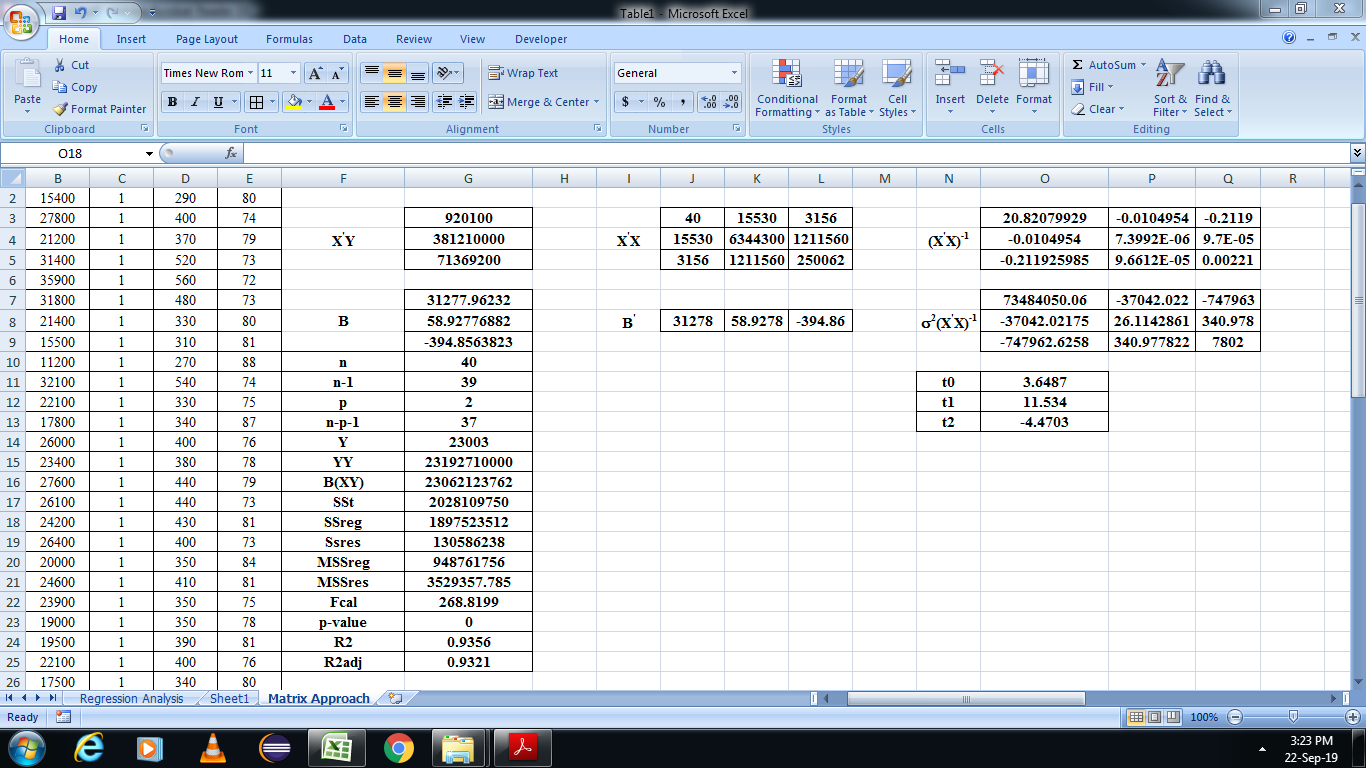 Table1 - Microsoft Excel
Home Insert Page Layout Formulas Data Review View Developer
Cut Times New Rom 11 A A Wrap Text General Σ AutoSum
Paste Copy Fill
Format Painter B I U A Merge & Center $ % , Conditional Formatting Format as Table Cell Styles Insert Delete Format Clear Sort & Filter Find & Select
Clipboard Font Alignment Number Styles Cells Editing
O18 fx
B C D E F G H I J K L M N O P Q R
2 15400 1 290 80
3 27800 1 400 74 920100 40 15530 3156 20.82079929 -0.0104954 -0.2119
4 21200 1 370 79 X'Y 381210000 X'X 15530 6344300 1211560 (X'X)-1 -0.0104954 7.3992E-06 9.7E-05
5 31400 1 520 73 71369200 3156 1211560 250062 -0.211925985 9.6612E-05 0.00221
6 35900 1 560 72
7 31800 1 480 73 31277.96232 73484050.06 -37042.022 -747963
8 21400 1 330 80 B 58.92776882 B' 31278 58.9278 -394.86 σ2(X'X)-1 -37042.02175 26.1142861 340.978
9 15500 1 310 81 -394.8563823 -747962.6258 340.977822 7802
10 11200 1 270 88 n 40
11 32100 1 540 74 n-1 39 t0 3.6487
12 22100 1 330 75 p 2 t1 11.534
13 17800 1 340 87 n-p-1 37 t2 -4.4703
14 26000 1 400 76 Y 23003
15 23400 1 380 78 YY 23192710000
16 27600 1 440 79 B(XY) 23062123762
17 26100 1 440 73 SSt 2028109750
18 24200 1 430 81 SSreg 1897523512
19 26400 1 400 73 Ssres 130586238
20 20000 1 350 84 MSSreg 948761756
21 24600 1 410 81 MSSres 3529357.785
22 23900 1 350 75 Fcal 268.8199
23 19000 1 350 78 p-value 0
24 19500 1 390 81 R2 0.9356
25 22100 1 400 76 R2adj 0.9321
26 17500 1 340 80
Regression Analysis Sheet1 Matrix Approach
Ready 100%
3:23 PM
22-Sep-19